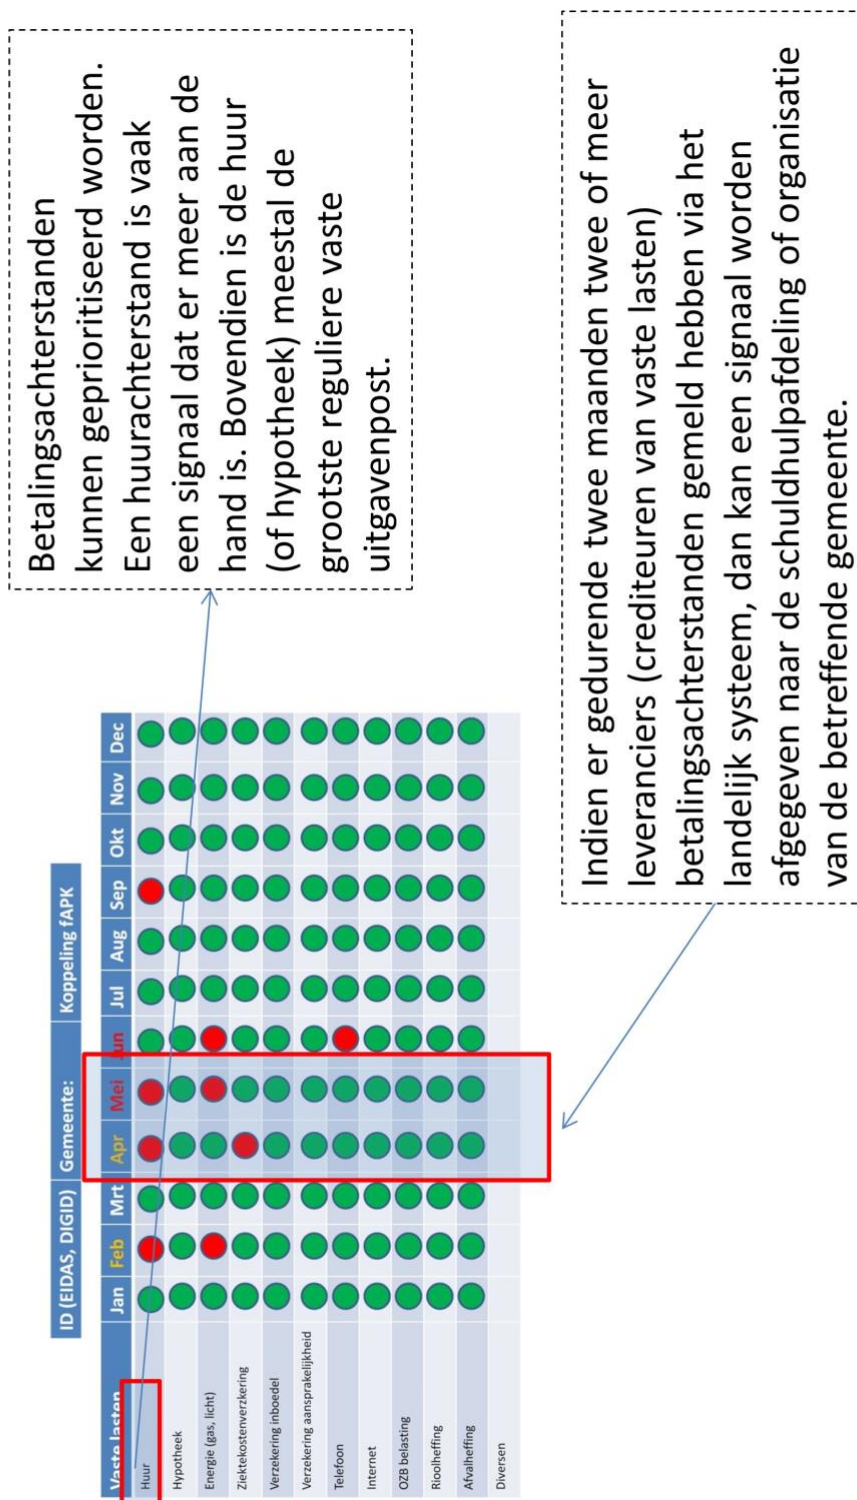 ID (EIDAS, DIGID) Gemeente: Koppeling fAPK
Vaste lasten Jan Feb Mrt Apr Mei Jun Jul Aug Sep Okt Nov Dec
Huur
Hypotheek
Energie (gas, licht)
Ziektekostenverzkering
Verzekering inboedel
Verzekering aansprakelijkheid
Telefoon
Internet
OZB belasting
Rioolheffing
Afvalheffing
Diversen
Betalingsachterstanden
kunnen geprioritiseerd worden.
Een huurachterstand is vaak
een signaal dat er meer aan de
hand is. Bovendien is de huur
(of hypotheek) meestal de
grootste reguliere vaste
uitgavenpost.
Indien er gedurende twee maanden twee of meer
leveranciers (crediteuren van vaste lasten)
betalingsachterstanden gemeld hebben via het
landelijk systeem, dan kan een signaal worden
afgegeven naar de schuldhulpafdeling of organisatie
van de betreffende gemeente.